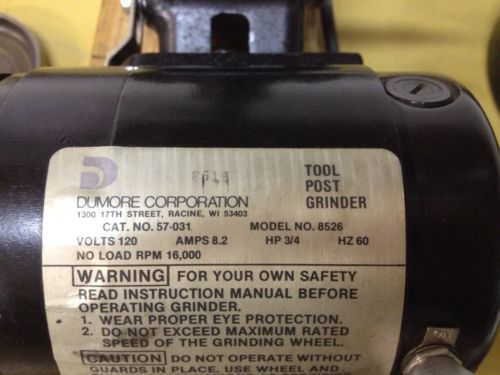 TOOL
POST
GRINDER
DUMORE CORPORATION
1300 17TH STREET, RACINE, WI 53403
CAT. NO. 57-031 MODEL NO. 8526
VOLTS 120 AMPS 8.2 HP 3/4 HZ 60
NO LOAD RPM 16,000
WARNING FOR YOUR OWN SAFETY
READ INSTRUCTION MANUAL BEFORE
OPERATING GRINDER.
1. WEAR PROPER EYE PROTECTION.
2. DO NOT EXCEED MAXIMUM RATED
SPEED OF THE GRINDING WHEEL.
CAUTION DO NOT OPERATE WITHOUT
GUARDS IN PLACE. USE WHEEL AND